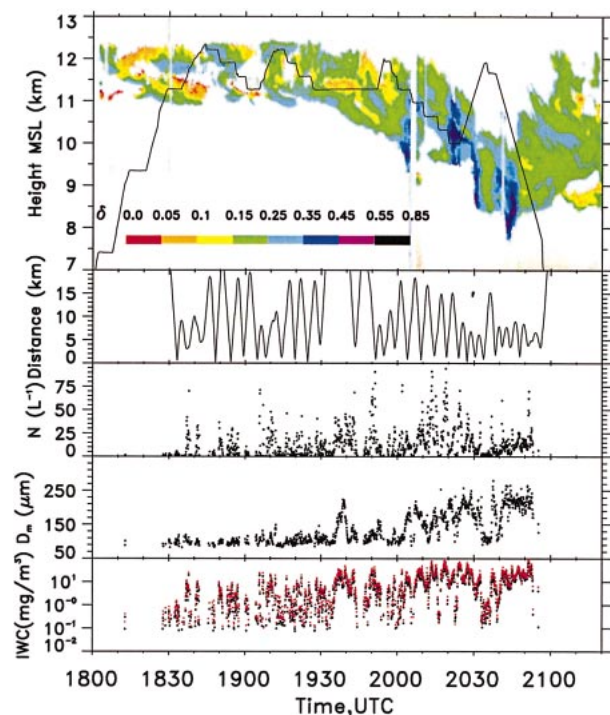 13
12
11
10
9
8
7
Height MSL (km)
δ 0.0 0.05 0.1 0.15 0.25 0.35 0.45 0.55 0.85
15
10
5
0
Distance (km)
75
50
25
0
N (L⁻¹)
250
150
50
Dₘ (μm)
10¹
10⁻⁰
10⁻¹
10⁻²
IWC(mg/m³)
1800 1830 1900 1930 2000 2030 2100
Time,UTC